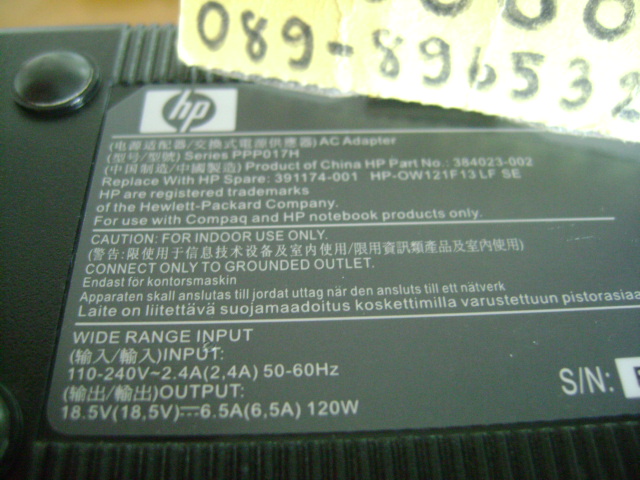 089-896532
hp
(电源适配器/交換式電源供應器) AC Adapter
(型号/型號) Series PPP017H
(中国制造/中國製造) Product of China HP Part No.: 384023-002
Replace With HP Spare: 391174-001 HP-OW121F13 LF SE
HP are registered trademarks
of the Hewlett-Packard Company.
For use with Compaq and HP notebook products only.
CAUTION: FOR INDOOR USE ONLY.
(警告:限使用于信息技术设备及室内使用/限用資訊類產品及室內使用)
CONNECT ONLY TO GROUNDED OUTLET.
Endast for kontorsmaskin
Apparaten skall anslutas till jordat uttag när den ansluts till ett nätverk
Laite on liitettävä suojamaadoitus koskettimilla varustettuun pistorasiaa
WIDE RANGE INPUT
(输入/輸入)INPUT:
110-240V~2.4A(2,4A) 50-60Hz
(输出/輸出)OUTPUT:
18.5V(18,5V)⎓6.5A(6,5A) 120W
S/N: